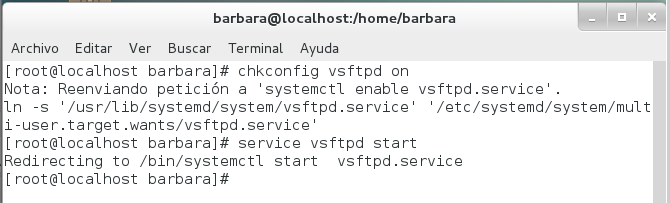 barbara@localhost:/home/barbara
Archivo Editar Ver Buscar Terminal Ayuda
[root@localhost barbara]# chkconfig vsftpd on
Nota: Reenviando petición a 'systemctl enable vsftpd.service'.
ln -s '/usr/lib/systemd/system/vsftpd.service' '/etc/systemd/system/mult
i-user.target.wants/vsftpd.service'
[root@localhost barbara]# service vsftpd start
Redirecting to /bin/systemctl start  vsftpd.service
[root@localhost barbara]#